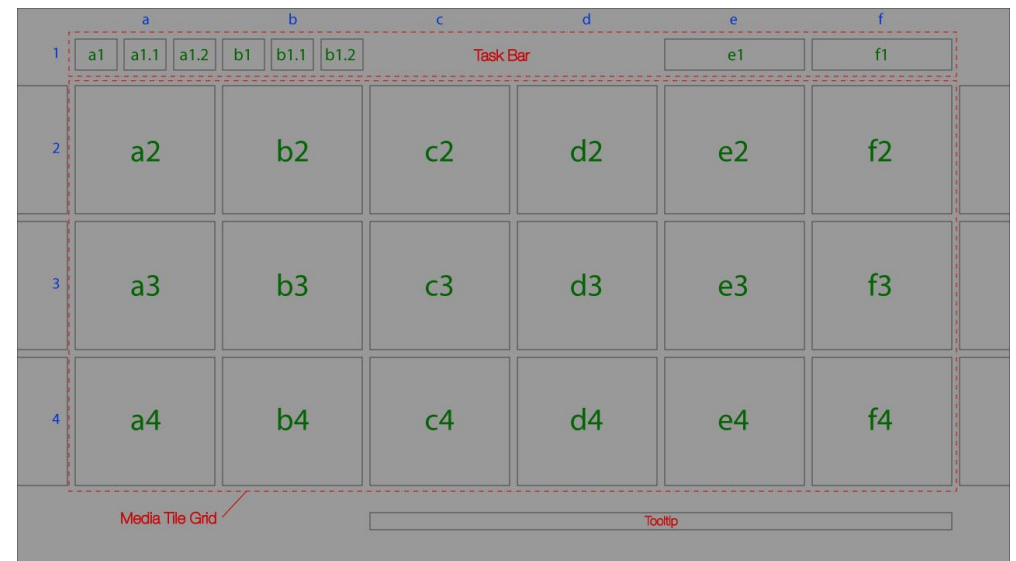 a b c d e f
1 a1 a1.1 a1.2 b1 b1.1 b1.2 Task Bar e1 f1
2 a2 b2 c2 d2 e2 f2
3 a3 b3 c3 d3 e3 f3
4 a4 b4 c4 d4 e4 f4
Media Tile Grid Tooltip